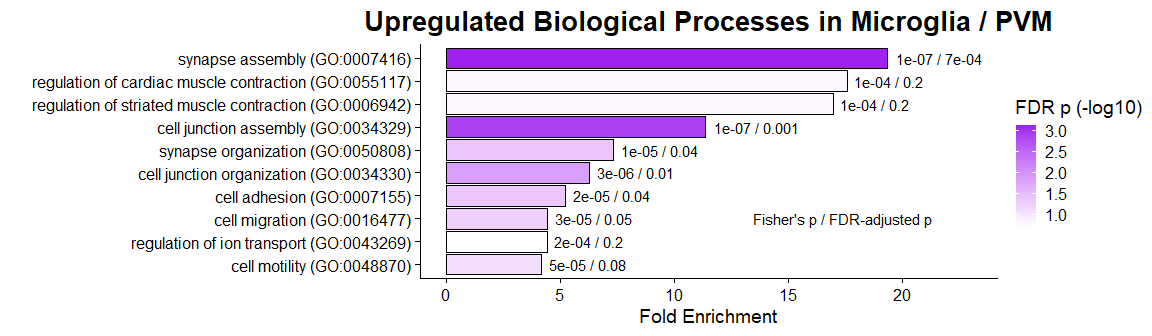 Upregulated Biological Processes in Microglia / PVM
synapse assembly (GO:0007416) 1e-07 / 7e-04
regulation of cardiac muscle contraction (GO:0055117) 1e-04 / 0.2
regulation of striated muscle contraction (GO:0006942) 1e-04 / 0.2
cell junction assembly (GO:0034329) 1e-07 / 0.001
synapse organization (GO:0050808) 1e-05 / 0.04
cell junction organization (GO:0034330) 3e-06 / 0.01
cell adhesion (GO:0007155) 2e-05 / 0.04
cell migration (GO:0016477) 3e-05 / 0.05
regulation of ion transport (GO:0043269) 2e-04 / 0.2
cell motility (GO:0048870) 5e-05 / 0.08
Fisher's p / FDR-adjusted p
0 5 10 15 20
Fold Enrichment
FDR p (-log10)
3.0
2.5
2.0
1.5
1.0